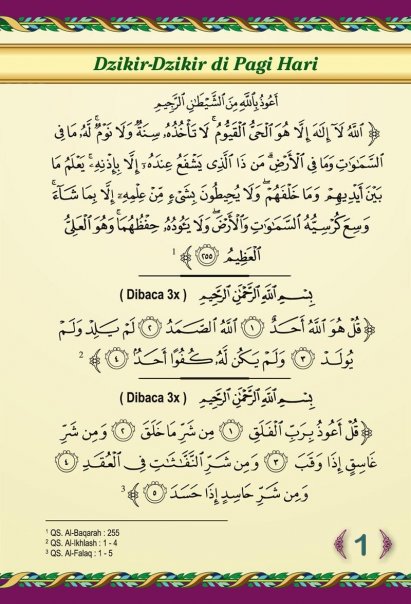 Dzikir-Dzikir di Pagi Hari
أَعُوذُ بِاللَّهِ مِنَ الشَّيْطَانِ الرَّجِيمِ
﴿ اللَّهُ لَا إِلَٰهَ إِلَّا هُوَ الْحَيُّ الْقَيُّومُ ۚ لَا تَأْخُذُهُ سِنَةٌ وَلَا نَوْمٌ ۚ لَّهُ مَا فِي
السَّمَاوَاتِ وَمَا فِي الْأَرْضِ ۗ مَن ذَا الَّذِي يَشْفَعُ عِندَهُ إِلَّا بِإِذْنِهِ ۚ يَعْلَمُ مَا
بَيْنَ أَيْدِيهِمْ وَمَا خَلْفَهُمْ ۖ وَلَا يُحِيطُونَ بِشَيْءٍ مِّنْ عِلْمِهِ إِلَّا بِمَا شَاءَ ۚ
وَسِعَ كُرْسِيُّهُ السَّمَاوَاتِ وَالْأَرْضَ ۖ وَلَا يَئُودُهُ حِفْظُهُمَا ۚ وَهُوَ الْعَلِيُّ
الْعَظِيمُ ﴿٢٥٥﴾ ¹
بِسْمِ اللَّهِ الرَّحْمَٰنِ الرَّحِيمِ ( Dibaca 3x )
﴿ قُلْ هُوَ اللَّهُ أَحَدٌ ﴿١﴾ اللَّهُ الصَّمَدُ ﴿٢﴾ لَمْ يَلِدْ وَلَمْ
يُولَدْ ﴿٣﴾ وَلَمْ يَكُن لَّهُ كُفُوًا أَحَدٌ ﴿٤﴾ ﴾ ²
بِسْمِ اللَّهِ الرَّحْمَٰنِ الرَّحِيمِ ( Dibaca 3x )
﴿ قُلْ أَعُوذُ بِرَبِّ الْفَلَقِ ﴿١﴾ مِن شَرِّ مَا خَلَقَ ﴿٢﴾ وَمِن شَرِّ
غَاسِقٍ إِذَا وَقَبَ ﴿٣﴾ وَمِن شَرِّ النَّفَّاثَاتِ فِي الْعُقَدِ ﴿٤﴾
وَمِن شَرِّ حَاسِدٍ إِذَا حَسَدَ ﴿٥﴾ ﴾ ³
¹ QS. Al-Baqarah : 255
² QS. Al-Ikhlash : 1 - 4
³ QS. Al-Falaq : 1 - 5
1